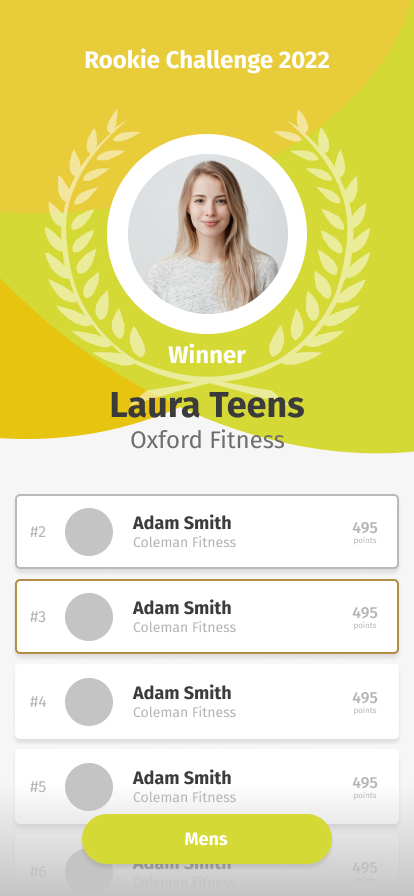 Rookie Challenge 2022
Winner
Laura Teens
Oxford Fitness
#2
Adam Smith
Coleman Fitness
495
points
#3
Adam Smith
Coleman Fitness
495
points
#4
Adam Smith
Coleman Fitness
495
points
#5
Adam Smith
Coleman Fitness
495
points
Mens
#6
Adam Smith
Coleman Fitness
495
points